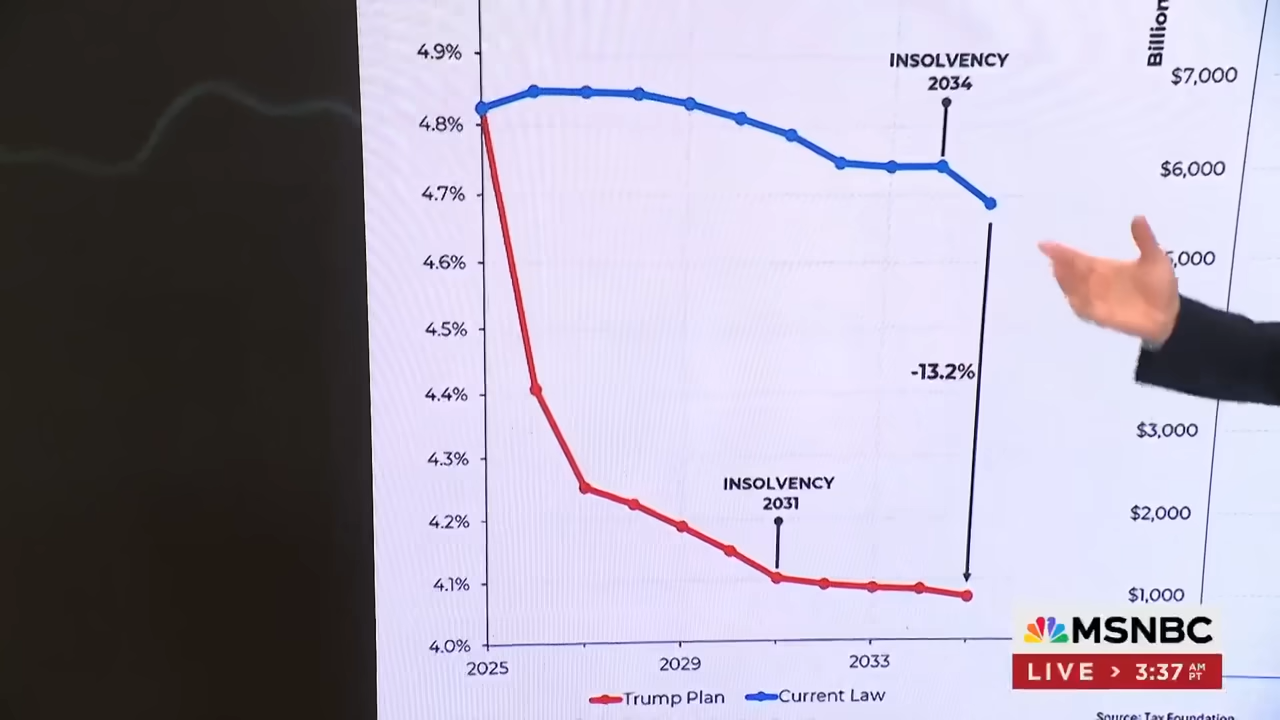 4.9%
4.8%
4.7%
4.6%
4.5%
4.4%
4.3%
4.2%
4.1%
4.0%
2025
2029
2033
INSOLVENCY
2034
-13.2%
INSOLVENCY
2031
Trump Plan
Current Law
Billion
$7,000
$6,000
5,000
$3,000
$2,000
$1,000
MSNBC
LIVE > 3:37 AM PT
Source: Tax Foundation